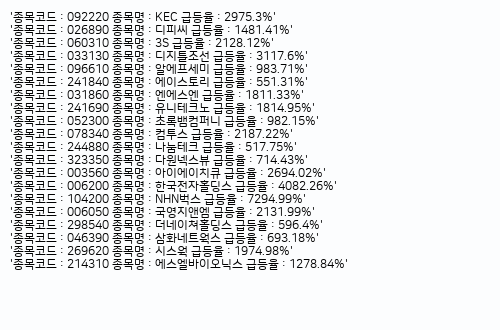 '종목코드 : 092220 종목명 : KEC 급등율 : 2975.3%'
'종목코드 : 026890 종목명 : 디피씨 급등율 : 1481.41%'
'종목코드 : 060310 종목명 : 3S 급등율 : 2128.12%'
'종목코드 : 033130 종목명 : 디지틀조선 급등율 : 3117.6%'
'종목코드 : 096610 종목명 : 알에프세미 급등율 : 983.71%'
'종목코드 : 241840 종목명 : 에이스토리 급등율 : 551.31%'
'종목코드 : 031860 종목명 : 엔에스엔 급등율 : 1811.33%'
'종목코드 : 241690 종목명 : 유니테크노 급등율 : 1814.95%'
'종목코드 : 052300 종목명 : 초록뱀컴퍼니 급등율 : 982.15%'
'종목코드 : 078340 종목명 : 컴투스 급등율 : 2187.22%'
'종목코드 : 244880 종목명 : 나눔테크 급등율 : 517.75%'
'종목코드 : 323350 종목명 : 다원넥스뷰 급등율 : 714.43%'
'종목코드 : 003560 종목명 : 아이에이치큐 급등율 : 2694.02%'
'종목코드 : 006200 종목명 : 한국전자홀딩스 급등율 : 4082.26%'
'종목코드 : 104200 종목명 : NHN벅스 급등율 : 7294.99%'
'종목코드 : 006050 종목명 : 국영지앤엠 급등율 : 2131.99%'
'종목코드 : 298540 종목명 : 더네이쳐홀딩스 급등율 : 596.4%'
'종목코드 : 046390 종목명 : 삼화네트웍스 급등율 : 693.18%'
'종목코드 : 269620 종목명 : 시스웍 급등율 : 1974.98%'
'종목코드 : 214310 종목명 : 에스엘바이오닉스 급등율 : 1278.84%'